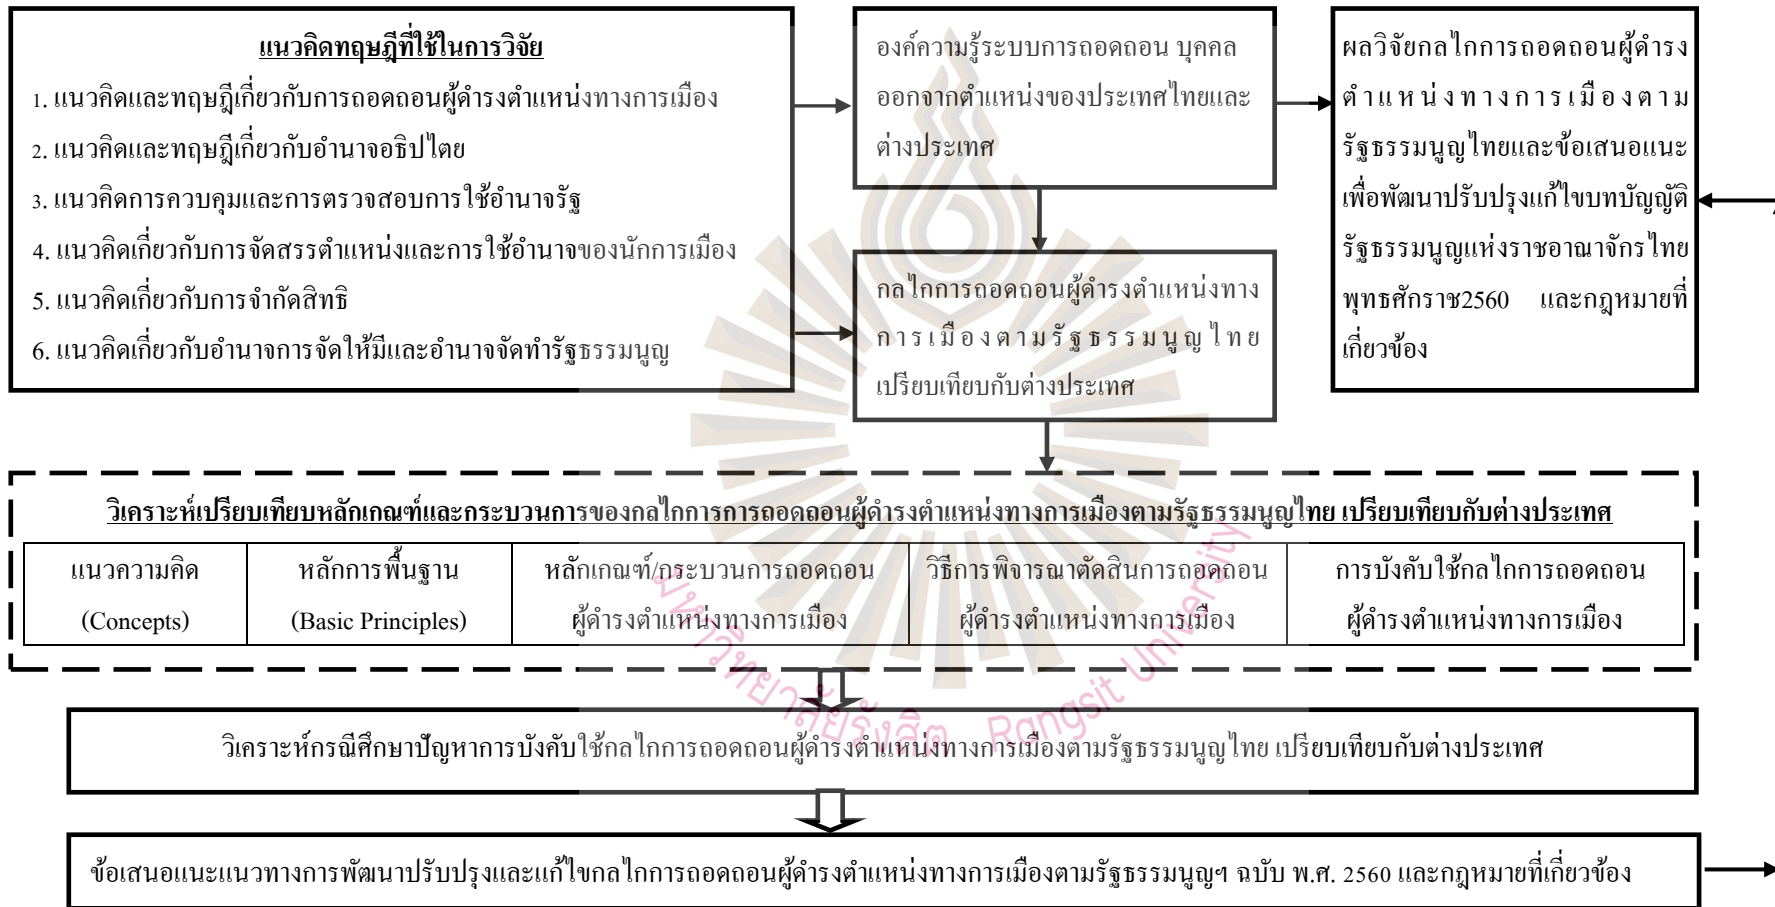 แนวคิดทฤษฎีที่ใช้ในการวิจัย
1. แนวคิดและทฤษฎีเกี่ยวกับการถอดถอนผู้ดำรงตำแหน่งทางการเมือง
2. แนวคิดและทฤษฎีเกี่ยวกับอำนาจอธิปไตย
3. แนวคิดการควบคุมและการตรวจสอบการใช้อำนาจรัฐ
4. แนวคิดเกี่ยวกับการจัดสรรตำแหน่งและการใช้อำนาจของนักการเมือง
5. แนวคิดเกี่ยวกับการจำกัดสิทธิ
6. แนวคิดเกี่ยวกับอำนาจการจัดให้มีและอำนาจจัดทำรัฐธรรมนูญ
องค์ความรู้ระบบการถอดถอน บุคคล
ออกจากตำแหน่งของประเทศไทยและ
ต่างประเทศ
กลไกการถอดถอนผู้ดำรงตำแหน่งทาง
การเมืองตามรัฐธรรมนูญไทย
เปรียบเทียบกับต่างประเทศ
ผลวิจัยกลไกการถอดถอนผู้ดำรง
ตำแหน่งทางการเมืองตาม
รัฐธรรมนูญไทยและข้อเสนอแนะ
เพื่อพัฒนาปรับปรุงแก้ไขบทบัญญัติ
รัฐธรรมนูญแห่งราชอาณาจักรไทย
พุทธศักราช2560 และกฎหมายที่
เกี่ยวข้อง
วิเคราะห์เปรียบเทียบหลักเกณฑ์และกระบวนการของกลไกการการถอดถอนผู้ดำรงตำแหน่งทางการเมืองตามรัฐธรรมนูญไทย เปรียบเทียบกับต่างประเทศ
แนวความคิด
(Concepts)
หลักการพื้นฐาน
(Basic Principles)
หลักเกณฑ์/กระบวนการถอดถอน
ผู้ดำรงตำแหน่งทางการเมือง
วิธีการพิจารณาตัดสินการถอดถอน
ผู้ดำรงตำแหน่งทางการเมือง
การบังคับใช้กลไกการถอดถอน
ผู้ดำรงตำแหน่งทางการเมือง
มหาวิทยาลัยรังสิต Rangsit University
วิเคราะห์กรณีศึกษาปัญหาการบังคับใช้กลไกการถอดถอนผู้ดำรงตำแหน่งทางการเมืองตามรัฐธรรมนูญไทย เปรียบเทียบกับต่างประเทศ
ข้อเสนอแนะแนวทางการพัฒนาปรับปรุงและแก้ไขกลไกการถอดถอนผู้ดำรงตำแหน่งทางการเมืองตามรัฐธรรมนูญฯ ฉบับ พ.ศ. 2560 และกฎหมายที่เกี่ยวข้อง